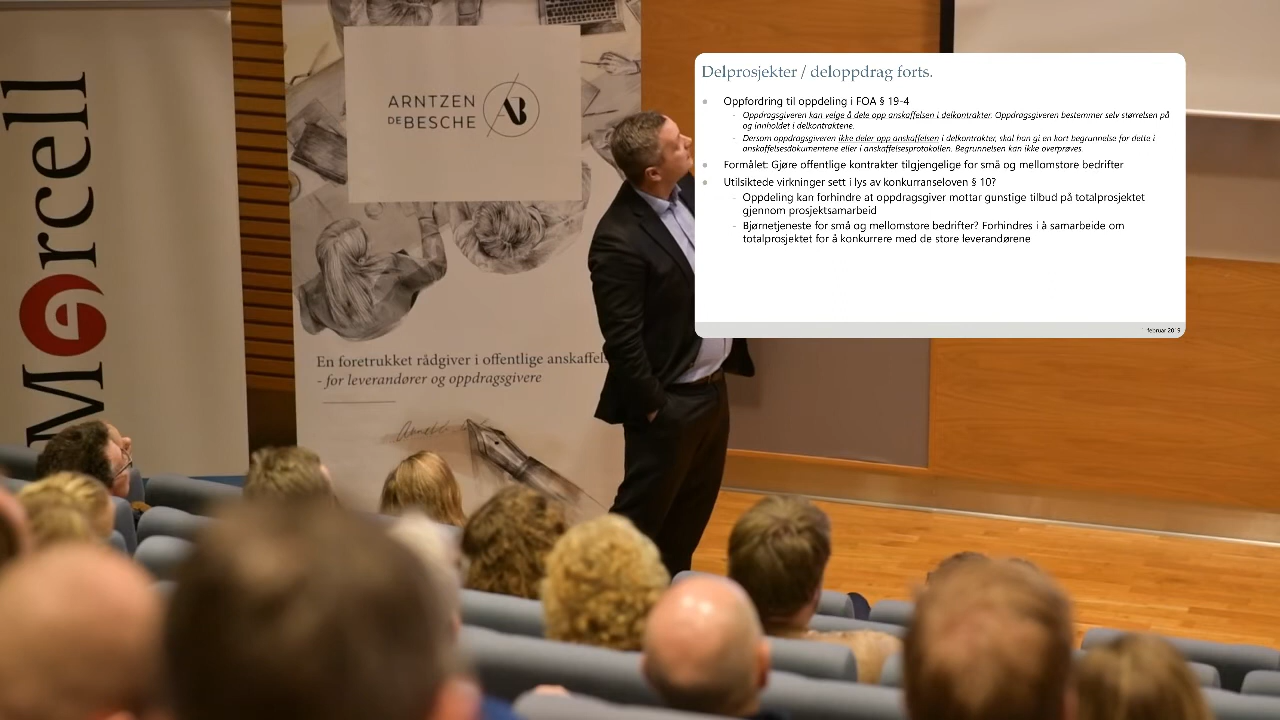 Mercell
ARNTZEN
DE BESCHE
AB
En foretrukket rådgiver i offentlige anskaffels
- for leverandører og oppdragsgivere
Delprosjekter / deloppdrag forts.
Oppfordring til oppdeling i FOA § 19-4
- Oppdragsgiveren kan velge å dele opp anskaffelsen i delkontrakter. Oppdragsgiveren bestemmer selv størrelsen på
og innholdet i delkontraktene.
- Dersom oppdragsgiveren ikke deler opp anskaffelsen i delkontrakter, skal han gi en kort begrunnelse for dette i
anskaffelsesdokumentene eller i anskaffelsesprotokollen. Begrunnelsen kan ikke overprøves.
Formålet: Gjøre offentlige kontrakter tilgjengelige for små og mellomstore bedrifter
Utilsiktede virkninger sett i lys av konkurranseloven § 10?
- Oppdeling kan forhindre at oppdragsgiver mottar gunstige tilbud på totalprosjektet
gjennom prosjektsamarbeid
- Bjørnetjeneste for små og mellomstore bedrifter? Forhindres i å samarbeide om
totalprosjektet for å konkurrere med de store leverandørene
februar 2019